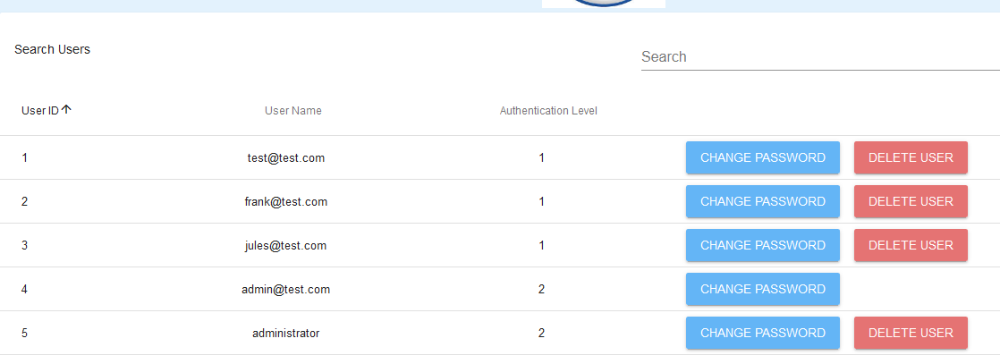 Search Users
Search
User ID User Name Authentication Level
1 test@test.com 1 CHANGE PASSWORD DELETE USER
2 frank@test.com 1 CHANGE PASSWORD DELETE USER
3 jules@test.com 1 CHANGE PASSWORD DELETE USER
4 admin@test.com 2 CHANGE PASSWORD
5 administrator 2 CHANGE PASSWORD DELETE USER